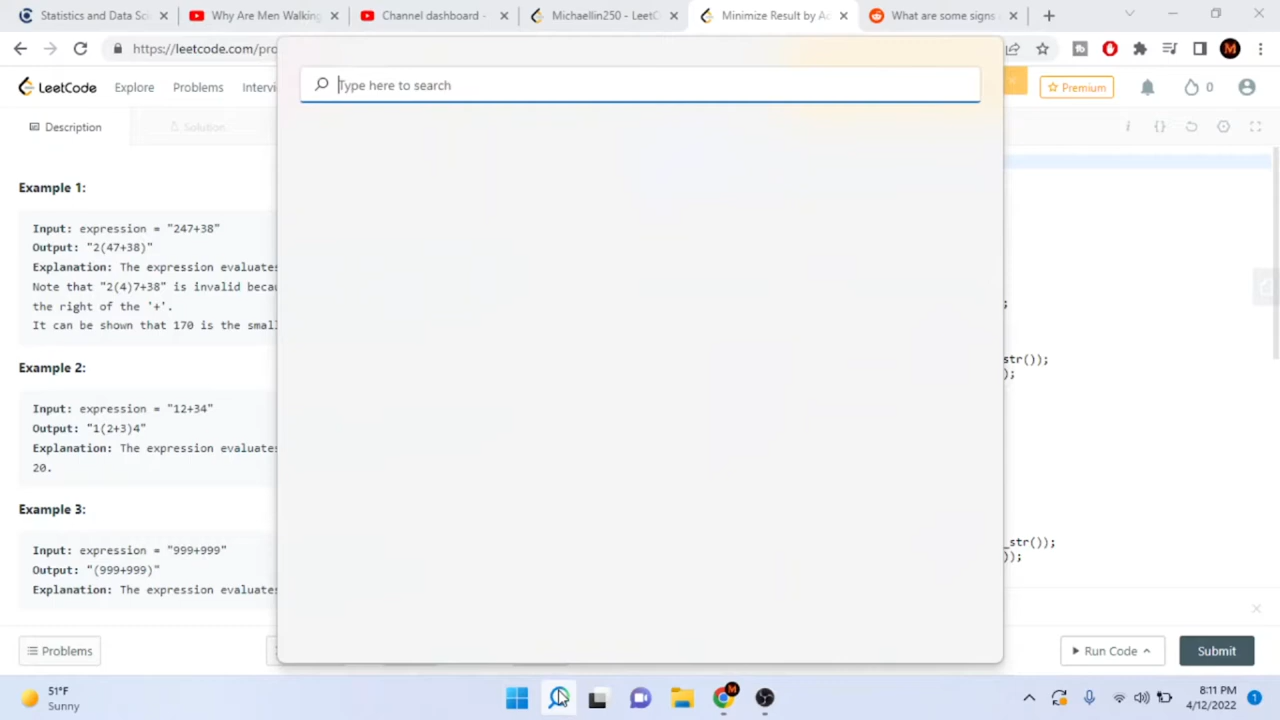 Statistics and Data Sci
Why Are Men Walking
Channel dashboard -
Michaellin250 - LeetC
Minimize Result by Ad
What are some signs
https://leetcode.com/pro
M
LeetCode
Explore
Problems
Intervi
Premium
0
Type here to search
Description
Solution
Example 1:
Input: expression = "247+38"
Output: "2(47+38)"
Explanation: The expression evaluates
Note that "2(4)7+38" is invalid becau
the right of the '+'.
It can be shown that 170 is the small
Example 2:
Input: expression = "12+34"
Output: "1(2+3)4"
Explanation: The expression evaluates
20.
Example 3:
Input: expression = "999+999"
Output: "(999+999)"
Explanation: The expression evaluates
;
str());
);
_str());
));
Problems
Run Code
Submit
51°F
Sunny
M
8:11 PM
4/12/2022
1